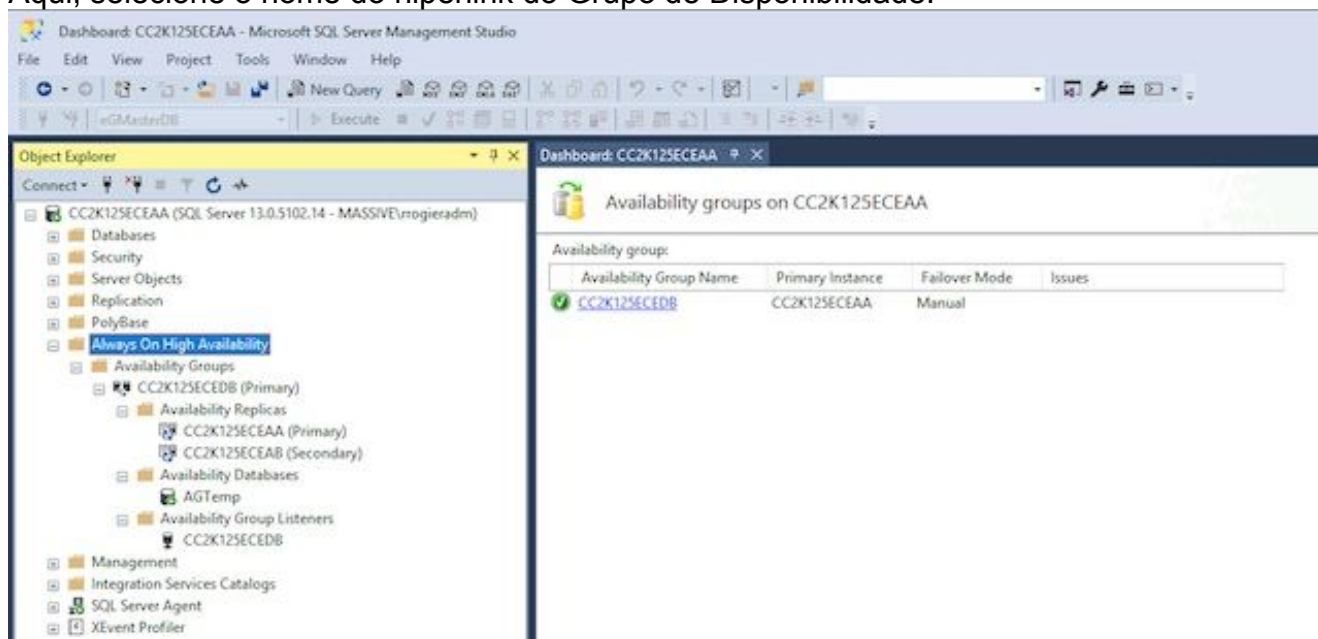 Aqui, selecione o nome do hiperlink do Grupo de Disponibilidade.
Dashboard: CC2K125ECEAA - Microsoft SQL Server Management Studio
File Edit View Project Tools Window Help
New Query
eGMasterDB Execute
Object Explorer
Connect
CC2K125ECEAA (SQL Server 13.0.5102.14 - MASSIVE\rrogieradm)
Databases
Security
Server Objects
Replication
PolyBase
Always On High Availability
Availability Groups
CC2K125ECEDB (Primary)
Availability Replicas
CC2K125ECEAA (Primary)
CC2K125ECEAB (Secondary)
Availability Databases
AGTemp
Availability Group Listeners
CC2K125ECEDB
Management
Integration Services Catalogs
SQL Server Agent
XEvent Profiler
Dashboard: CC2K125ECEAA
Availability groups on CC2K125ECEAA
Availability group:
Availability Group Name Primary Instance Failover Mode Issues
CC2K125ECEDB CC2K125ECEAA Manual